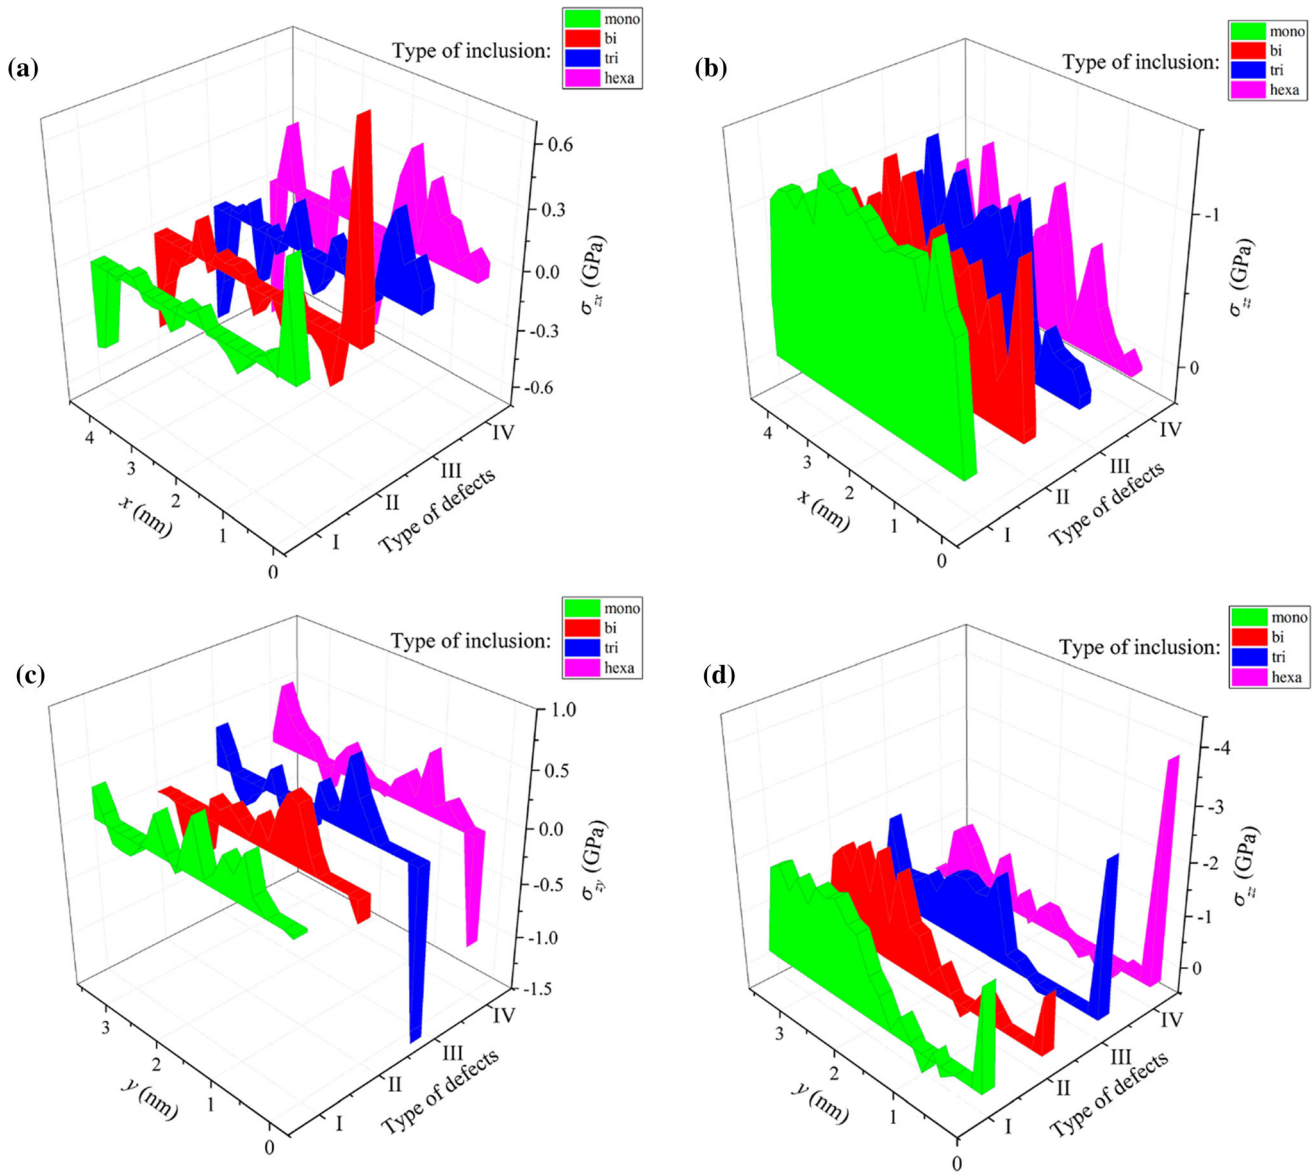 (a)
Type of inclusion:
mono
bi
tri
hexa
0.6
0.3
0.0
-0.3
-0.6
σzx (GPa)
4
3
2
1
0
x (nm)
I
II
III
IV
Type of defects
(b)
Type of inclusion:
mono
bi
tri
hexa
-1
0
σzz (GPa)
4
3
2
1
0
x (nm)
I
II
III
IV
Type of defects
(c)
Type of inclusion:
mono
bi
tri
hexa
1.0
0.5
0.0
-0.5
-1.0
-1.5
σzy (GPa)
3
2
1
0
y (nm)
I
II
III
IV
Type of defects
(d)
Type of inclusion:
mono
bi
tri
hexa
-4
-3
-2
-1
0
σzz (GPa)
3
2
1
0
y (nm)
I
II
III
IV
Type of defects